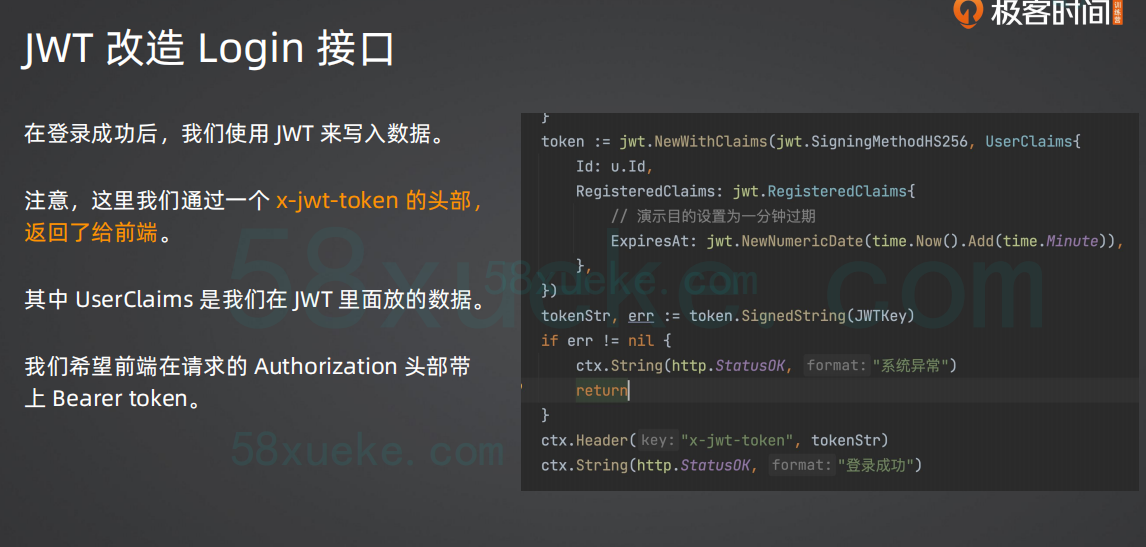 极客时间 训练营
JWT 改造 Login 接口
在登录成功后，我们使用 JWT 来写入数据。
注意，这里我们通过一个 x-jwt-token 的头部，
返回了给前端。
其中 UserClaims 是我们在 JWT 里面放的数据。
我们希望前端在请求的 Authorization 头部带
上 Bearer token。
}
token := jwt.NewWithClaims(jwt.SigningMethodHS256, UserClaims{
Id: u.Id,
RegisteredClaims: jwt.RegisteredClaims{
// 演示目的设置为一分钟过期
ExpiresAt: jwt.NewNumericDate(time.Now().Add(time.Minute)),
},
})
tokenStr, err := token.SignedString(JWTKey)
if err != nil {
ctx.String(http.StatusOK, format: "系统异常")
return
}
ctx.Header( key: "x-jwt-token", tokenStr)
ctx.String(http.StatusOK, format: "登录成功")
58xueke.com
58xueke.com
58xueke.com